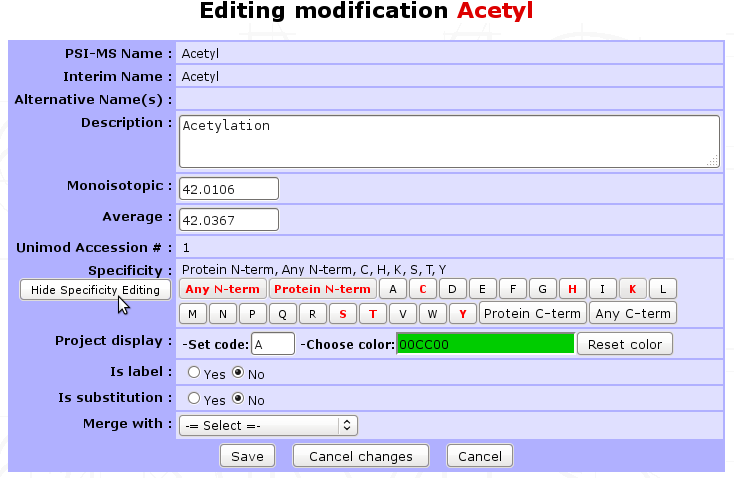 Editing modification Acetyl
PSI-MS Name : Acetyl
Interim Name : Acetyl
Alternative Name(s) :
Description : Acetylation
Monoisotopic : 42.0106
Average : 42.0367
Unimod Accession # : 1
Specificity : Protein N-term, Any N-term, C, H, K, S, T, Y
Hide Specificity Editing Any N-term Protein N-term A C D E F G H I K L
M N P Q R S T V W Y Protein C-term Any C-term
Project display : -Set code: A -Choose color: 00CC00 Reset color
Is label : Yes No
Is substitution : Yes No
Merge with : -= Select =-
Save Cancel changes Cancel